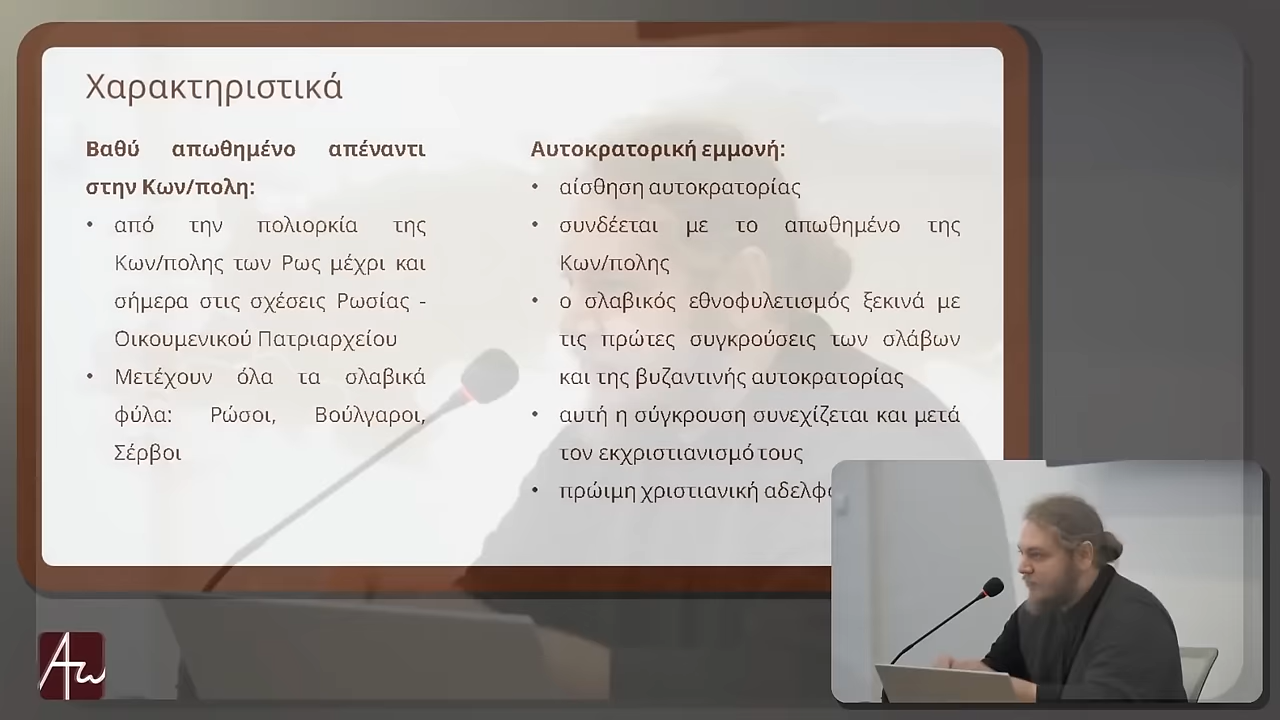 Χαρακτηριστικά
Βαθύ απωθημένο απέναντι
στην Κων/πολη:
• από την πολιορκία της
Κων/πολης των Ρως μέχρι και
σήμερα στις σχέσεις Ρωσίας -
Οικουμενικού Πατριαρχείου
• Μετέχουν όλα τα σλαβικά
φύλα: Ρώσοι, Βούλγαροι,
Σέρβοι
Αυτοκρατορική εμμονή:
• αίσθηση αυτοκρατορίας
• συνδέεται με το απωθημένο της
Κων/πολης
• ο σλαβικός εθνοφυλετισμός ξεκινά με
τις πρώτες συγκρούσεις των σλάβων
και της βυζαντινής αυτοκρατορίας
• αυτή η σύγκρουση συνεχίζεται και μετά
τον εκχριστιανισμό τους
• πρώιμη χριστιανική
Αω